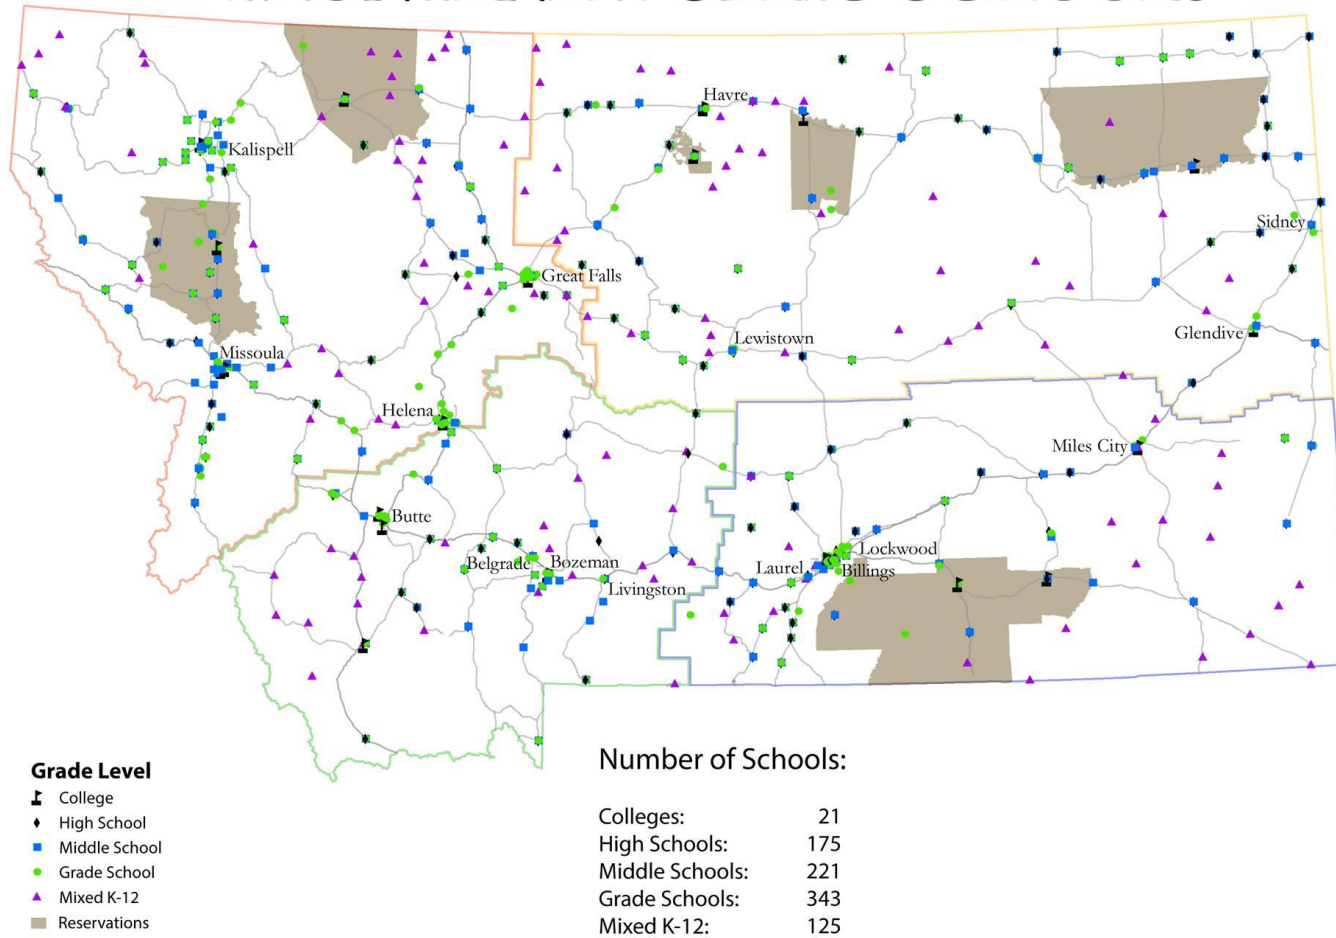 Havre
Kalispell
Sidney
Great Falls
Glendive
Lewistown
Missoula
Helena
Miles City
Butte
Lockwood
Belgrade
Bozeman
Laurel
Billings
Livingston
Number of Schools:
Colleges: 21
High Schools: 175
Middle Schools: 221
Grade Schools: 343
Mixed K-12: 125
Grade Level
College
High School
Middle School
Grade School
Mixed K-12
Reservations